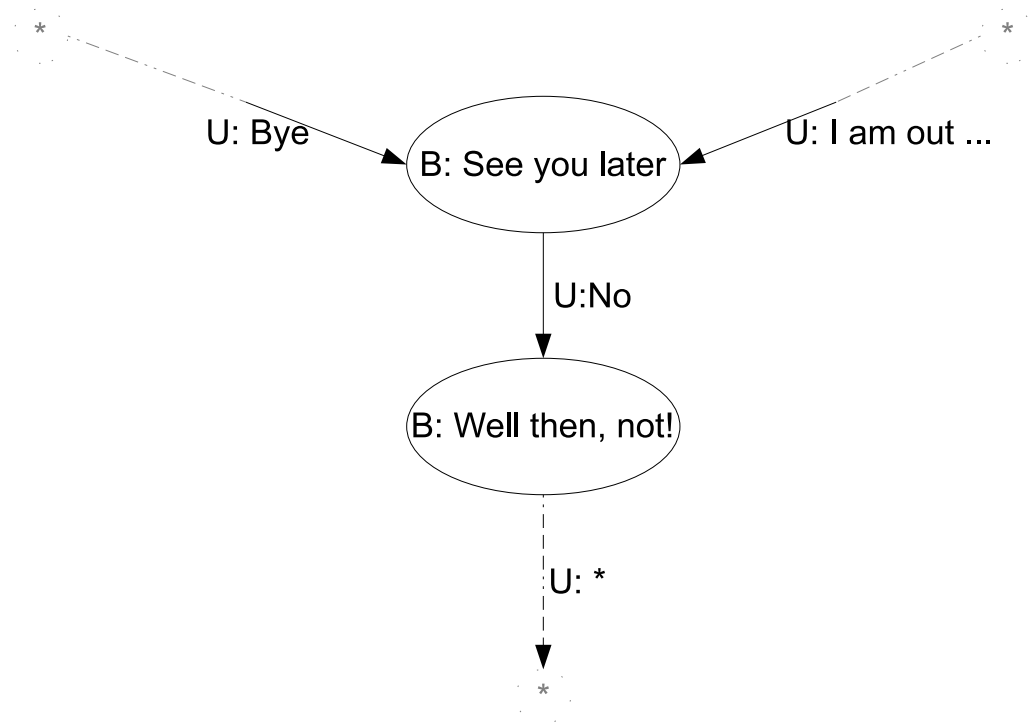 *
*
U: Bye
U: I am out ...
B: See you later
U:No
B: Well then, not!
U: *
*